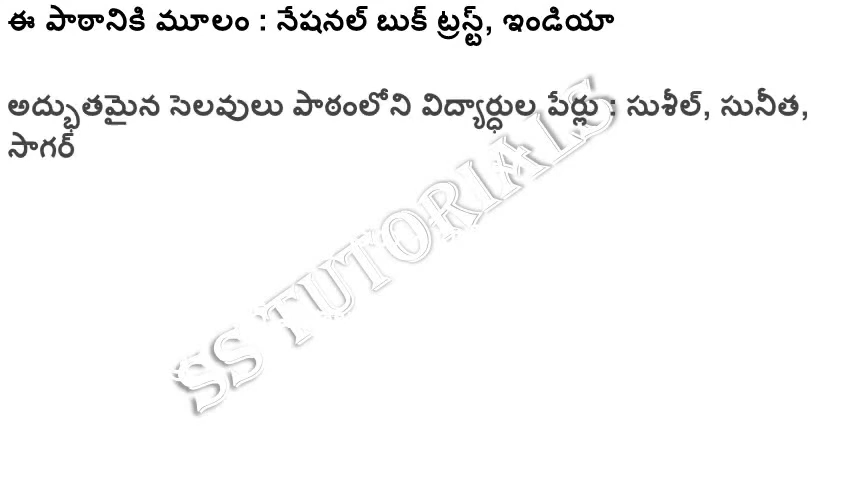 ఈ పాఠానికి మూలం : నేషనల్ బుక్ ట్రస్ట్, ఇండియా
అద్భుతమైన సెలవులు పాఠంలోని విద్యార్ధుల పేర్లు : సుశీల్, సునీత,
సాగర్
SS TUTORIALS